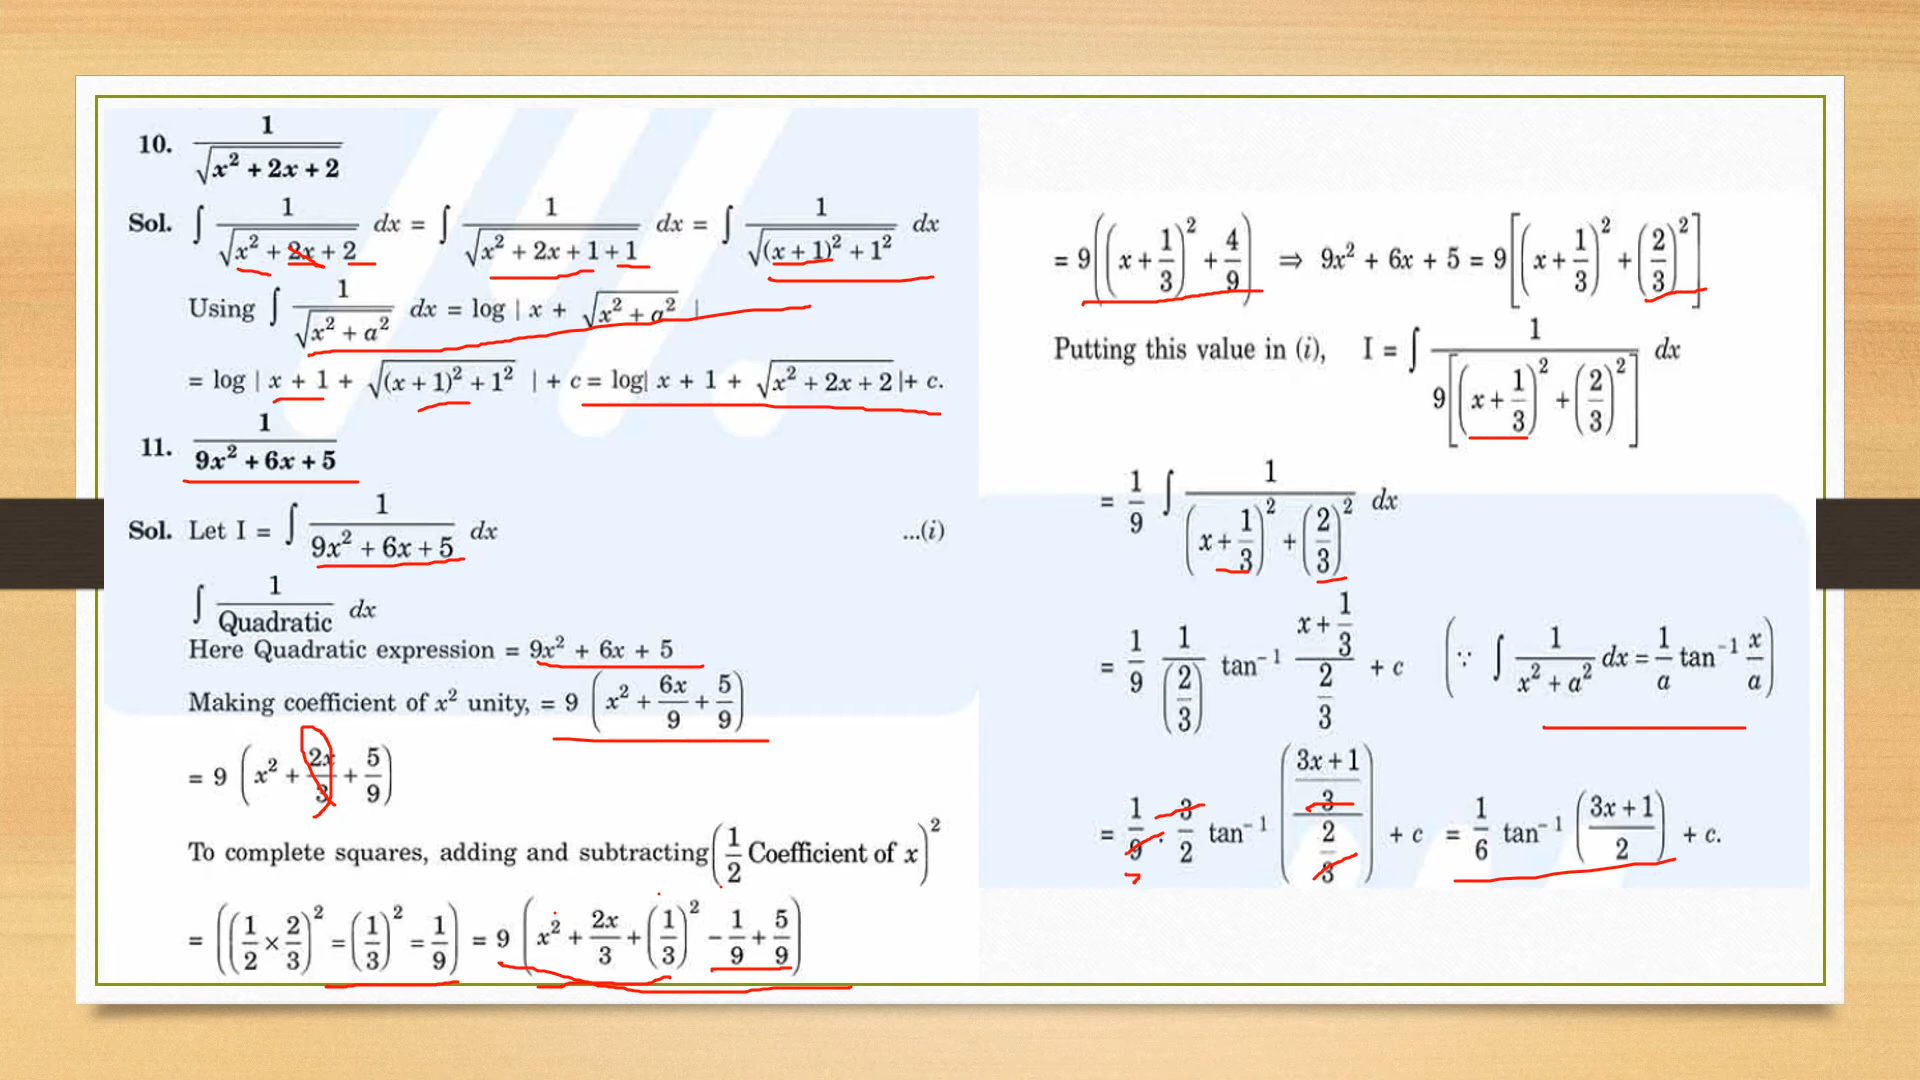 10. 1/√(x² + 2x + 2)
Sol. ∫ 1/√(x² + 2x + 2) dx = ∫ 1/√(x² + 2x + 1 + 1) dx = ∫ 1/√((x + 1)² + 1²) dx
Using ∫ 1/√(x² + a²) dx = log | x + √(x² + a²) |
= log | x + 1 + √((x + 1)² + 1²) | + c = log| x + 1 + √(x² + 2x + 2) |+ c.
11. 1/(9x² + 6x + 5)
Sol. Let I = ∫ 1/(9x² + 6x + 5) dx ...(i)
∫ 1/Quadratic dx
Here Quadratic expression = 9x² + 6x + 5
Making coefficient of x² unity, = 9 (x² + 6x/9 + 5/9)
= 9 (x² + 2x/3 + 5/9)
To complete squares, adding and subtracting (1/2 Coefficient of x)²
= ((1/2 × 2/3)² = (1/3)² = 1/9) = 9 (x² + 2x/3 + (1/3)² − 1/9 + 5/9)
= 9((x + 1/3)² + 4/9) ⇒ 9x² + 6x + 5 = 9[(x + 1/3)² + (2/3)²]
Putting this value in (i), I = ∫ 1/(9[(x + 1/3)² + (2/3)²]) dx
= 1/9 ∫ 1/((x + 1/3)² + (2/3)²) dx
= 1/9 1/(2/3) tan⁻¹ (x + 1/3)/(2/3) + c (∵ ∫ 1/(x² + a²) dx = 1/a tan⁻¹ x/a)
= 1/9 · 3/2 tan⁻¹ (((3x + 1)/3)/(2/3)) + c = 1/6 tan⁻¹ ((3x + 1)/2) + c.